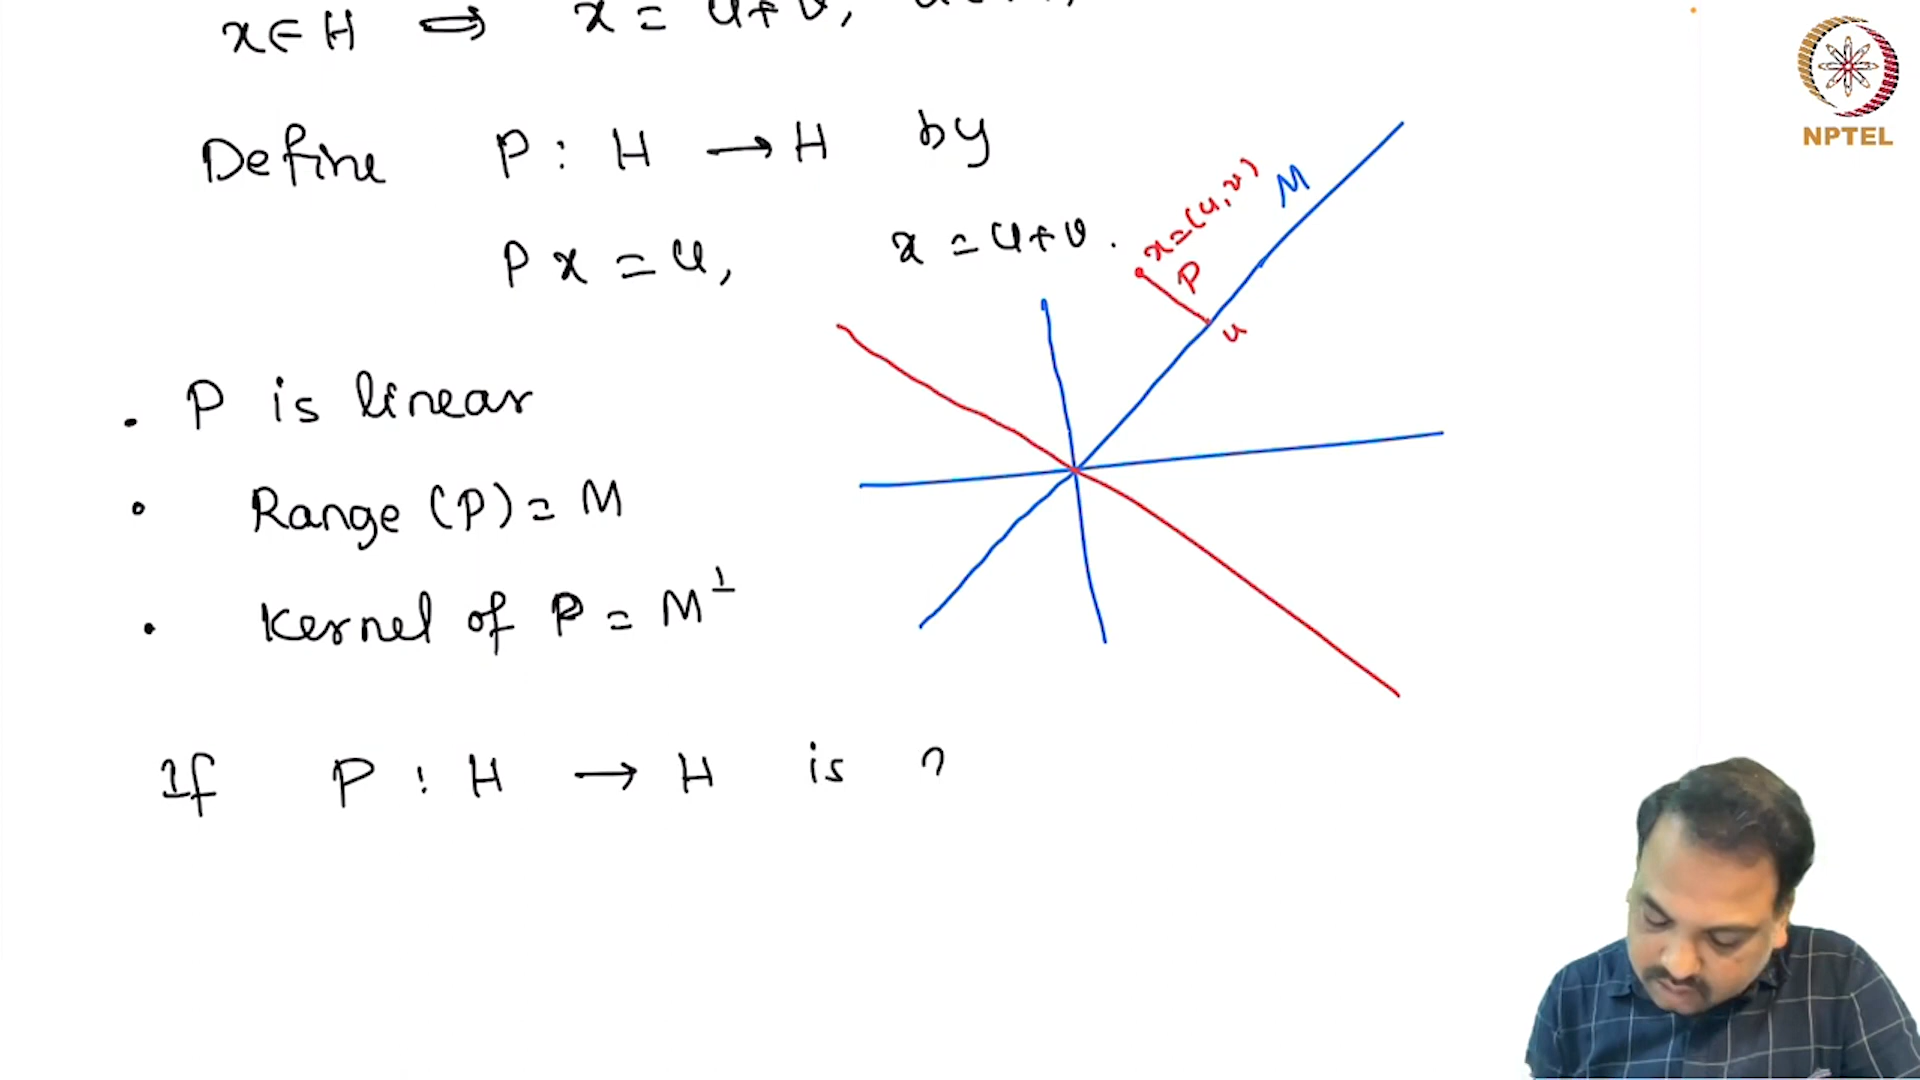 x ∈ H ⟺ x = u + v,
Define P : H → H by
P x = u, x = u + v.
. P is linear
• Range (P) = M
• Kernel of P = M⊥
If P : H → H is
x = (u, v)
M
P
u
NPTEL